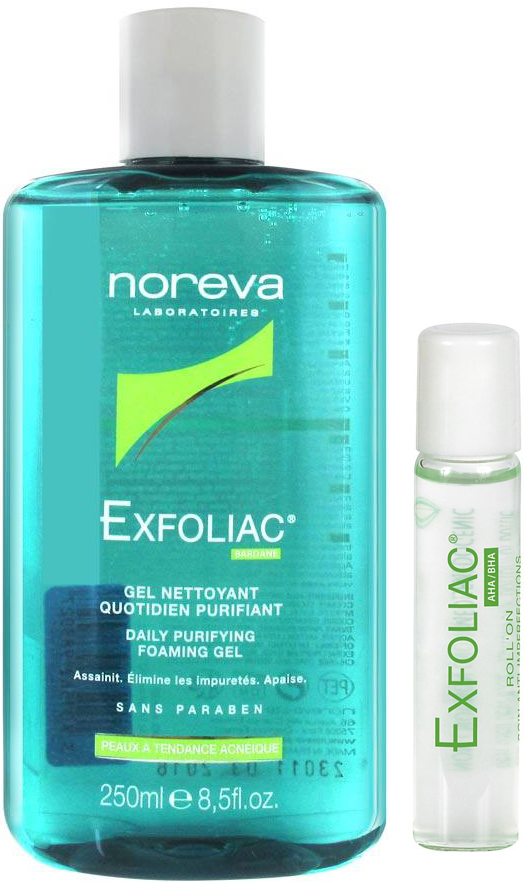 noreva
LABORATOIRES
EXFOLIAC®
BARDANE
GEL NETTOYANT
QUOTIDIEN PURIFIANT
DAILY PURIFYING
FOAMING GEL
Assainit. Élimine les impuretés. Apaise.
SANS PARABEN
PEAUX A TENDANCE ACNÉIQUE
250ml e 8,5fl.oz.
EXFOLIAC®
AHA/BHA
ROLL'ON